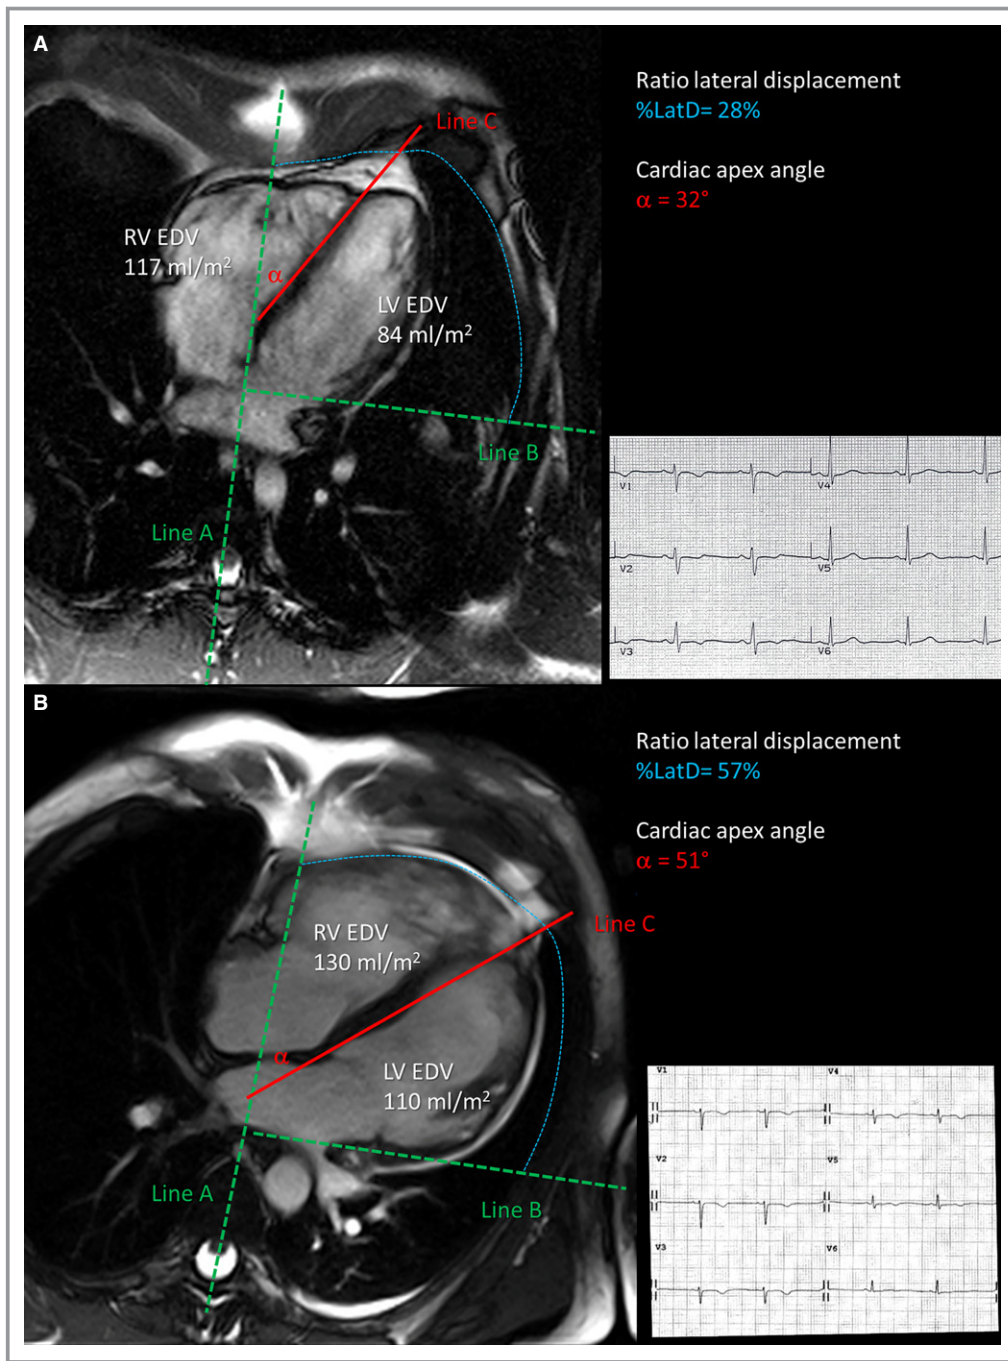 A
Ratio lateral displacement
%LatD= 28%
Cardiac apex angle
α = 32°
Line C
RV EDV
117 ml/m²
α
LV EDV
84 ml/m²
Line B
Line A
V1
V4
V2
V5
V3
V6
B
Ratio lateral displacement
%LatD= 57%
Cardiac apex angle
α = 51°
Line C
RV EDV
130 ml/m²
α
LV EDV
110 ml/m²
Line A
Line B
V1
V4
V2
V5
V3
V6